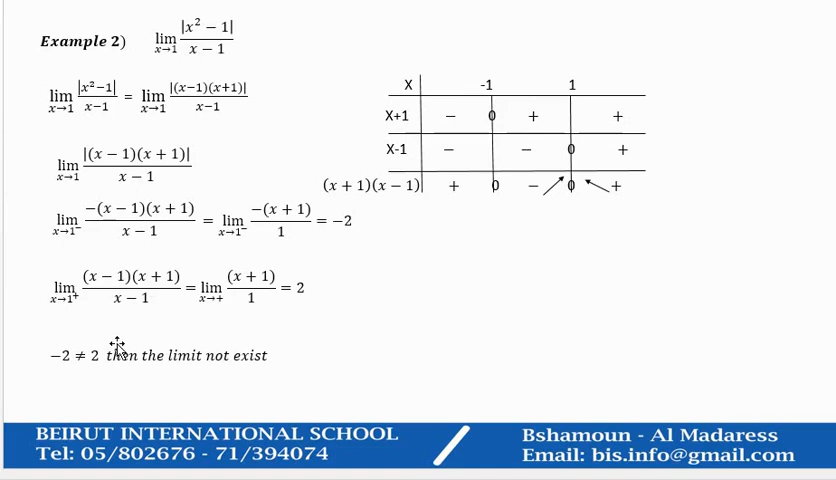 Example 2) lim x→1 |x² − 1| / x − 1
lim x→1 |x²−1| / x−1 = lim x→1 |(x−1)(x+1)| / x−1
lim x→1 |(x − 1)(x + 1)| / x − 1
lim x→1⁻ −(x − 1)(x + 1) / x − 1 = lim x→1⁻ −(x + 1) / 1 = −2
lim x→1⁺ (x − 1)(x + 1) / x − 1 = lim x→+ (x + 1) / 1 = 2
−2 ≠ 2 then the limit not exist
X -1 1
X+1 − 0 + +
X-1 − − 0 +
(x + 1)(x − 1) + 0 − 0 +
BEIRUT INTERNATIONAL SCHOOL
Tel: 05/802676 - 71/394074
Bshamoun - Al Madaress
Email: bis.info@gmail.com